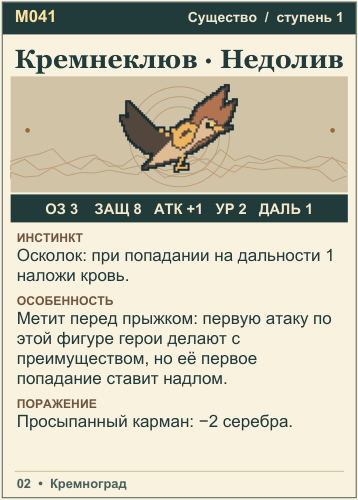 M041
Существо / ступень 1
Кремнеклюв · Недолив
ОЗ 3 ЗАЩ 8 АТК +1 УР 2 ДАЛЬ 1
ИНСТИНКТ
Осколок: при попадании на дальности 1
наложи кровь.
ОСОБЕННОСТЬ
Метит перед прыжком: первую атаку по
этой фигуре герои делают с
преимуществом, но её первое
попадание ставит надлом.
ПОРАЖЕНИЕ
Просыпанный карман: −2 серебра.
02 • Кремноград